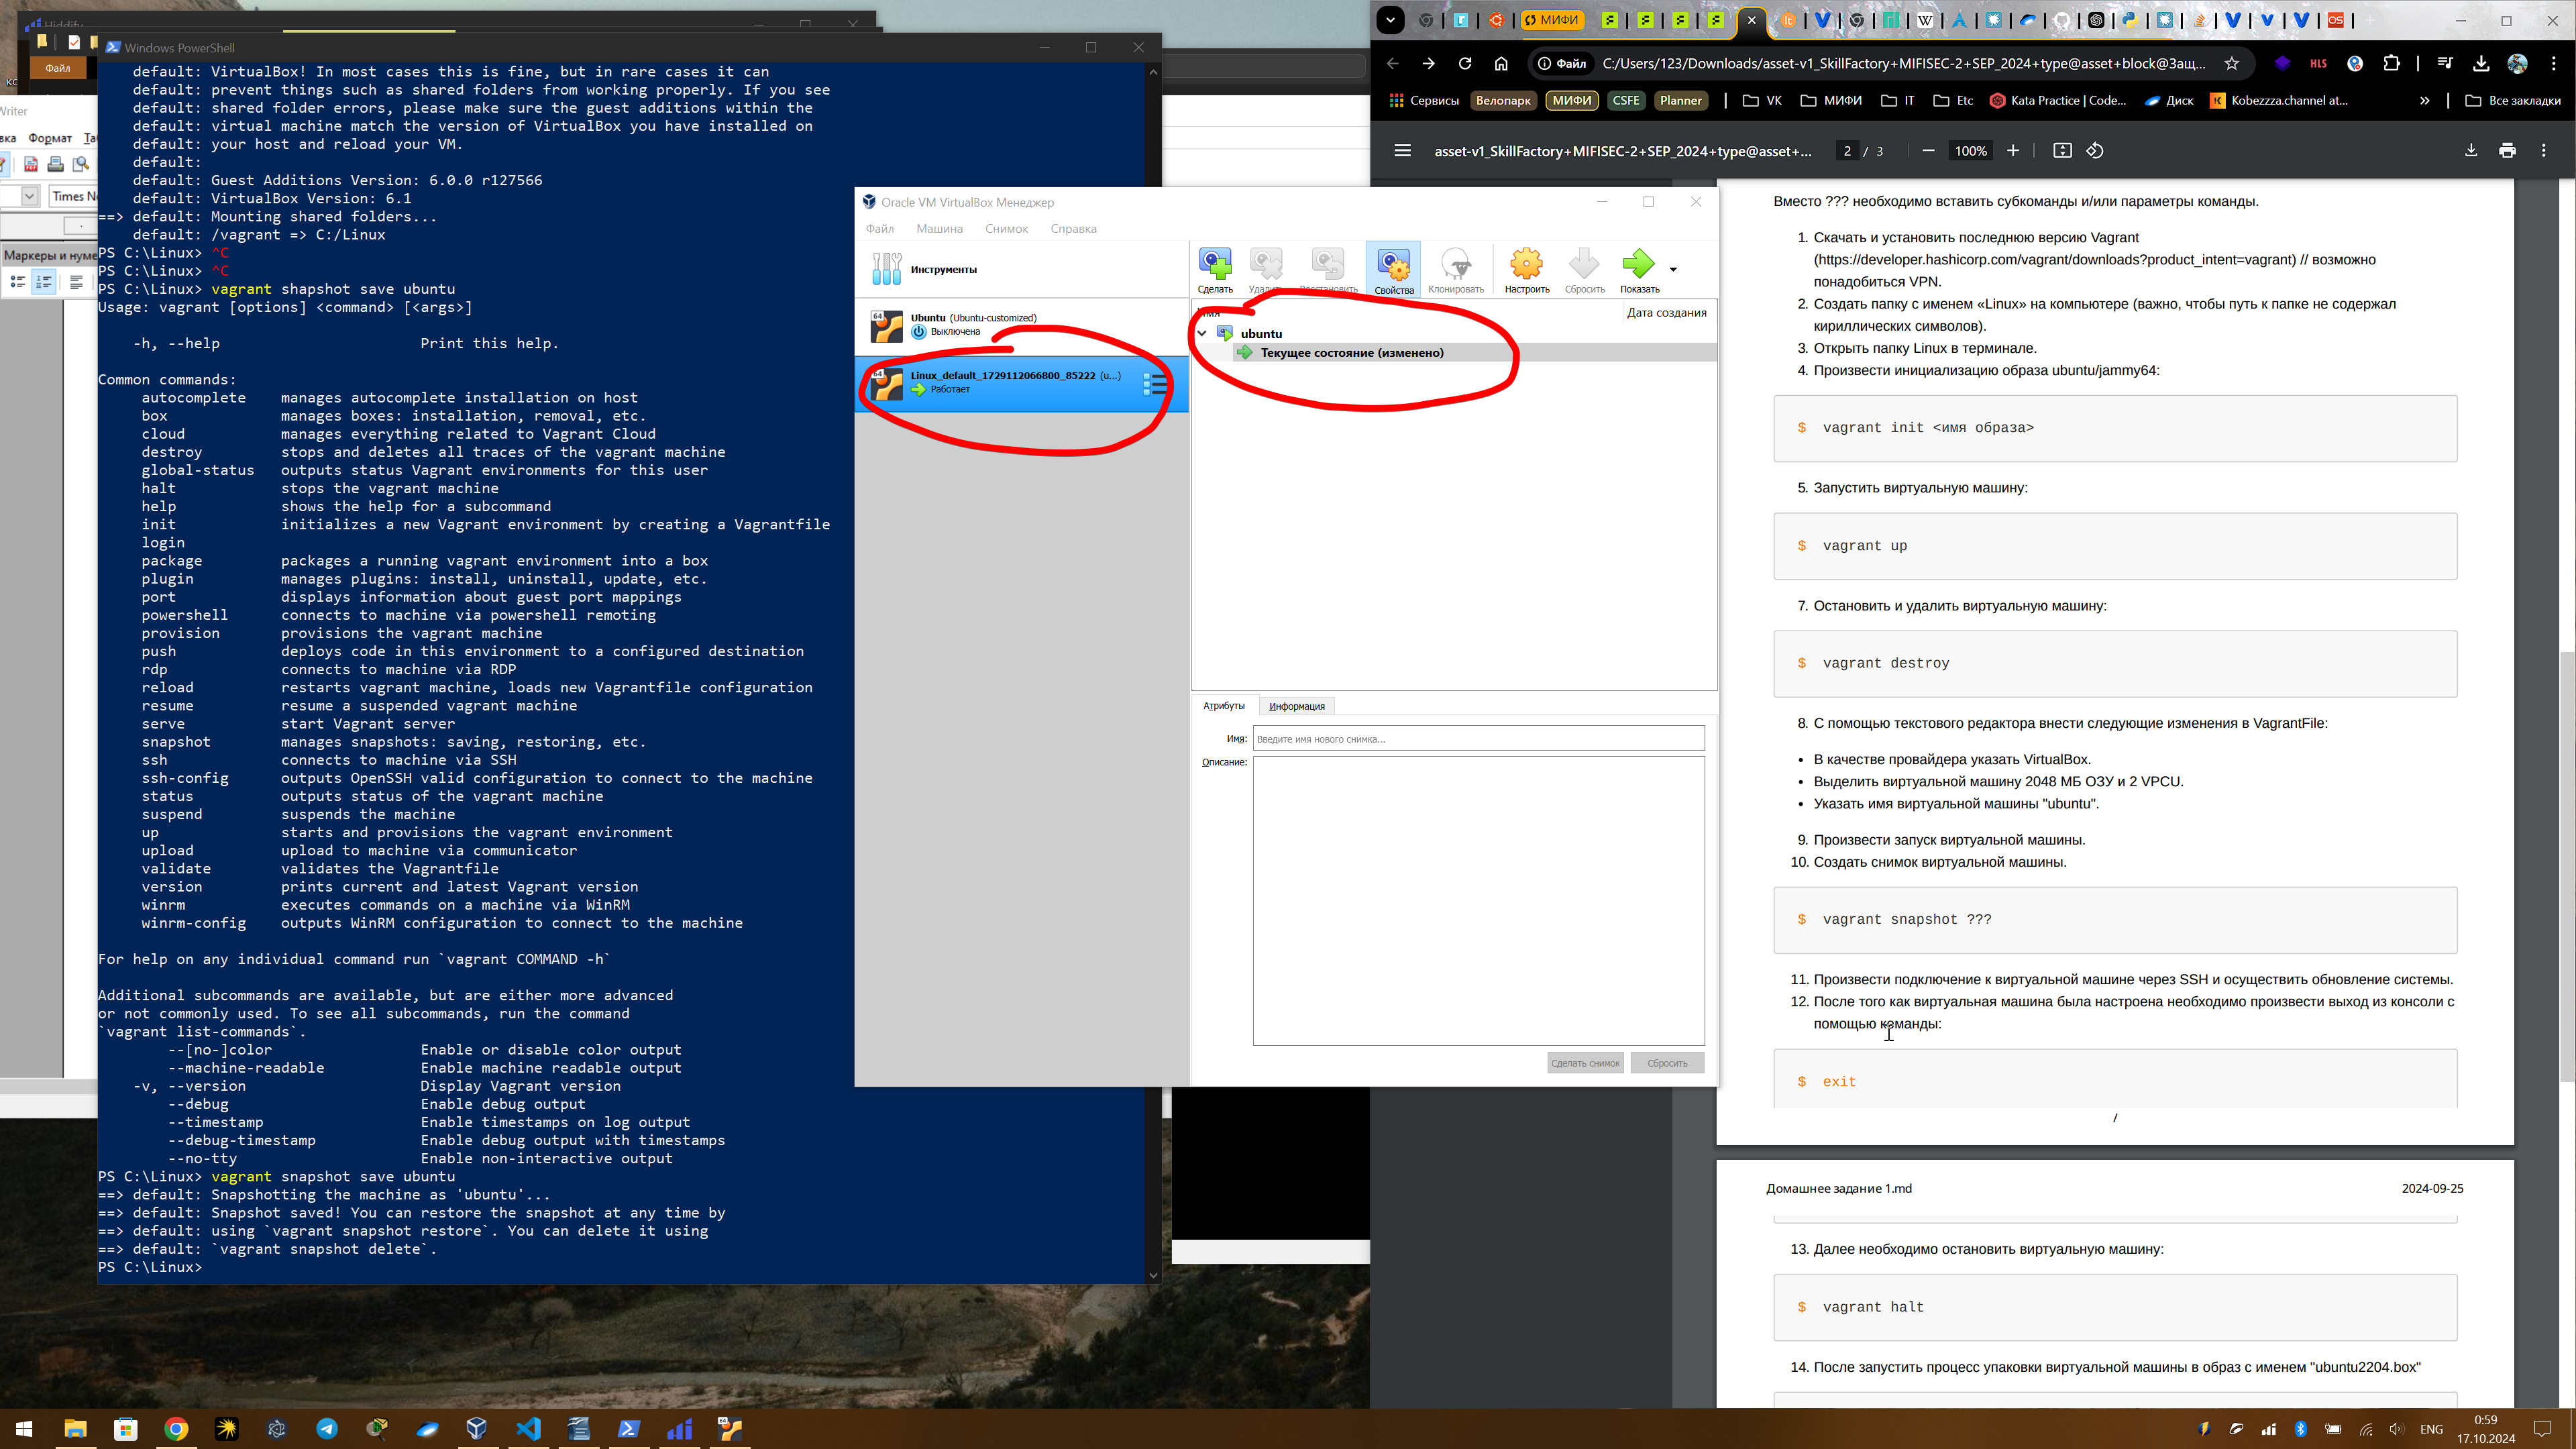 Hiddify
Файл
Writer
вка Формат Таб
Times N
Маркеры и нуме
Windows PowerShell
    default: VirtualBox! In most cases this is fine, but in rare cases it can
    default: prevent things such as shared folders from working properly. If you see
    default: shared folder errors, please make sure the guest additions within the
    default: virtual machine match the version of VirtualBox you have installed on
    default: your host and reload your VM.
    default:
    default: Guest Additions Version: 6.0.0 r127566
    default: VirtualBox Version: 6.1
==> default: Mounting shared folders...
    default: /vagrant => C:/Linux
PS C:\Linux> ^C
PS C:\Linux> ^C
PS C:\Linux> vagrant shapshot save ubuntu
Usage: vagrant [options] <command> [<args>]
    -h, --help                       Print this help.
Common commands:
     autocomplete    manages autocomplete installation on host
     box             manages boxes: installation, removal, etc.
     cloud           manages everything related to Vagrant Cloud
     destroy         stops and deletes all traces of the vagrant machine
     global-status   outputs status Vagrant environments for this user
     halt            stops the vagrant machine
     help            shows the help for a subcommand
     init            initializes a new Vagrant environment by creating a Vagrantfile
     login
     package         packages a running vagrant environment into a box
     plugin          manages plugins: install, uninstall, update, etc.
     port            displays information about guest port mappings
     powershell      connects to machine via powershell remoting
     provision       provisions the vagrant machine
     push            deploys code in this environment to a configured destination
     rdp             connects to machine via RDP
     reload          restarts vagrant machine, loads new Vagrantfile configuration
     resume          resume a suspended vagrant machine
     serve           start Vagrant server
     snapshot        manages snapshots: saving, restoring, etc.
     ssh             connects to machine via SSH
     ssh-config      outputs OpenSSH valid configuration to connect to the machine
     status          outputs status of the vagrant machine
     suspend         suspends the machine
     up              starts and provisions the vagrant environment
     upload          upload to machine via communicator
     validate        validates the Vagrantfile
     version         prints current and latest Vagrant version
     winrm           executes commands on a machine via WinRM
     winrm-config    outputs WinRM configuration to connect to the machine
For help on any individual command run `vagrant COMMAND -h`
Additional subcommands are available, but are either more advanced
or not commonly used. To see all subcommands, run the command
`vagrant list-commands`.
        --[no-]color                 Enable or disable color output
        --machine-readable           Enable machine readable output
    -v, --version                    Display Vagrant version
        --debug                      Enable debug output
        --timestamp                  Enable timestamps on log output
        --debug-timestamp            Enable debug output with timestamps
        --no-tty                     Enable non-interactive output
PS C:\Linux> vagrant snapshot save ubuntu
==> default: Snapshotting the machine as 'ubuntu'...
==> default: Snapshot saved! You can restore the snapshot at any time by
==> default: using `vagrant snapshot restore`. You can delete it using
==> default: `vagrant snapshot delete`.
PS C:\Linux>
Oracle VM VirtualBox Менеджер
Файл Машина Снимок Справка
Инструменты
Сделать Удалить Восстановить Свойства Клонировать Настроить Сбросить Показать
Ubuntu (Ubuntu-customized)
Выключена
Linux_default_1729112066800_85222 (u...)
Работает
Имя Дата создания
ubuntu
Текущее состояние (изменено)
Атрибуты Информация
Имя: Введите имя нового снимка...
Описание:
Сделать снимок Сбросить
МИФИ
Файл C:/Users/123/Downloads/asset-v1_SkillFactory+MIFISEC-2+SEP_2024+type@asset+block@Защ...
HLS
Сервисы Велопарк МИФИ CSFE Planner VK МИФИ IT Etc Kata Practice | Code... Диск Kobezzza.channel at... » Все закладки
asset-v1_SkillFactory+MIFISEC-2+SEP_2024+type@asset+... 2 / 3 100%
Вместо ??? необходимо вставить субкоманды и/или параметры команды.
1. Скачать и установить последнюю версию Vagrant
(https://developer.hashicorp.com/vagrant/downloads?product_intent=vagrant) // возможно
понадобиться VPN.
2. Создать папку с именем «Linux» на компьютере (важно, чтобы путь к папке не содержал
кириллических символов).
3. Открыть папку Linux в терминале.
4. Произвести инициализацию образа ubuntu/jammy64:
$ vagrant init <имя образа>
5. Запустить виртуальную машину:
$ vagrant up
7. Остановить и удалить виртуальную машину:
$ vagrant destroy
8. С помощью текстового редактора внести следующие изменения в VagrantFile:
• В качестве провайдера указать VirtualBox.
• Выделить виртуальной машину 2048 МБ ОЗУ и 2 VPCU.
• Указать имя виртуальной машины "ubuntu".
9. Произвести запуск виртуальной машины.
10. Создать снимок виртуальной машины.
$ vagrant snapshot ???
11. Произвести подключение к виртуальной машине через SSH и осуществить обновление системы.
12. После того как виртуальная машина была настроена необходимо произвести выход из консоли с
помощью команды:
$ exit
/
Домашнее задание 1.md 2024-09-25
13. Далее необходимо остановить виртуальную машину:
$ vagrant halt
14. После запустить процесс упаковки виртуальной машины в образ с именем "ubuntu2204.box"
ENG
0:59
17.10.2024